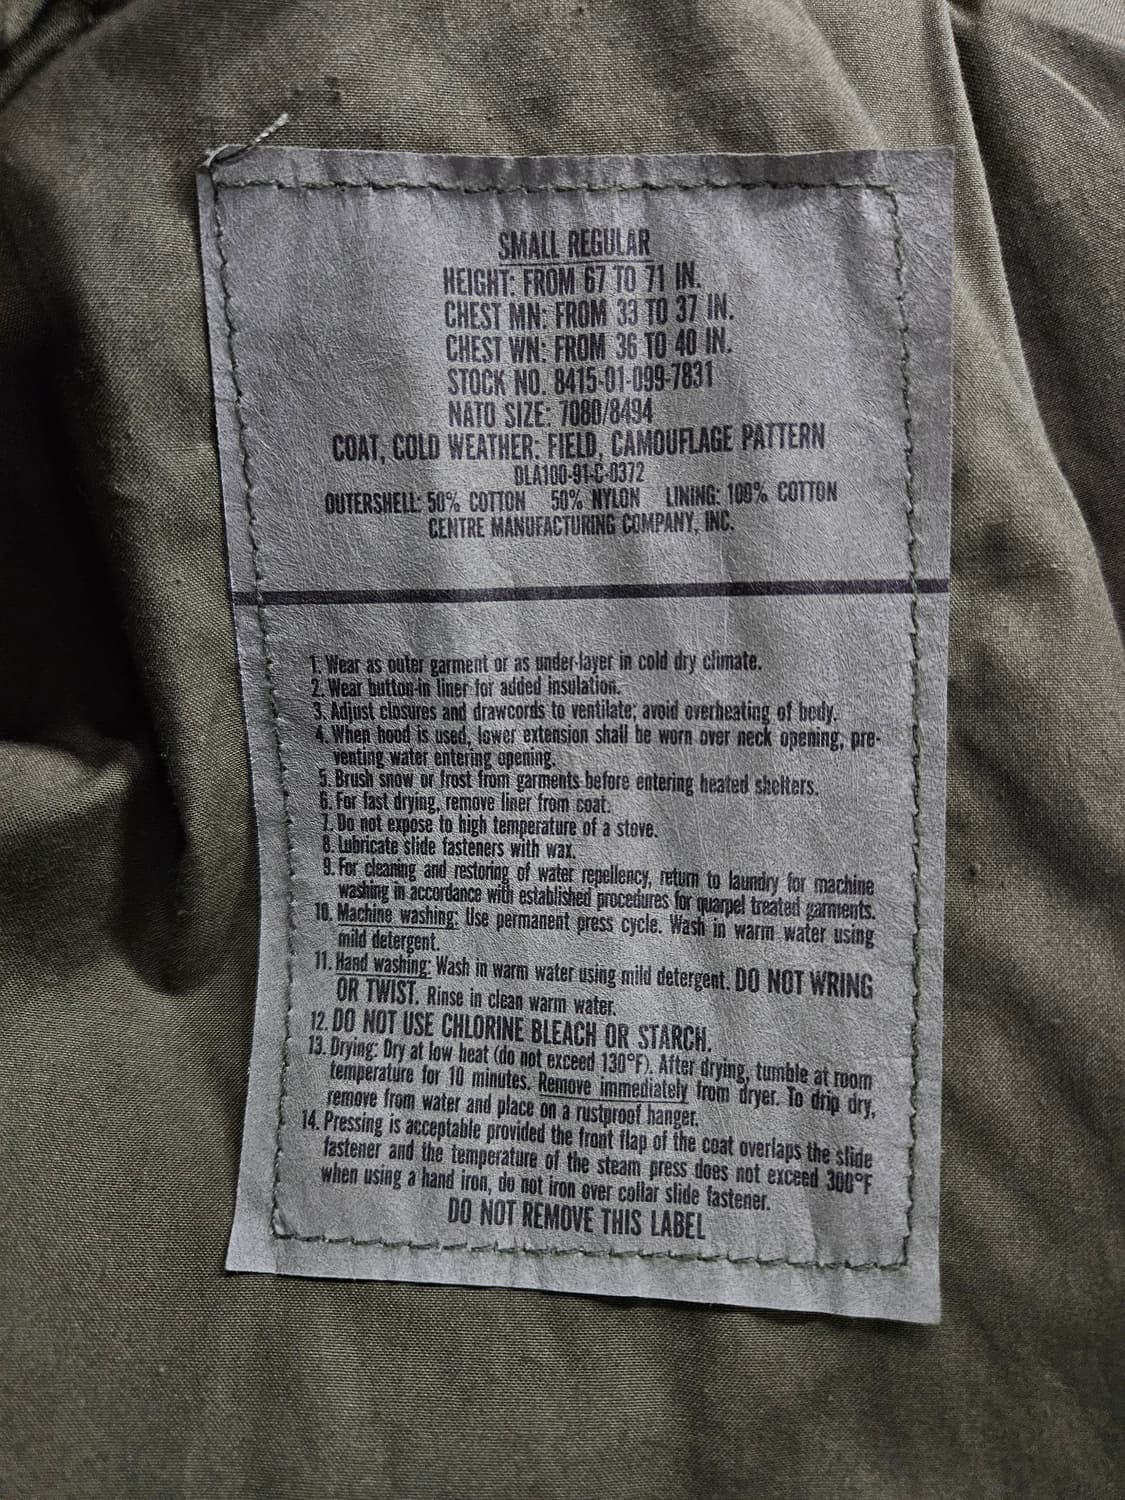 SMALL REGULAR
HEIGHT: FROM 67 TO 71 IN.
CHEST MN: FROM 33 TO 37 IN.
CHEST WN: FROM 36 TO 40 IN.
STOCK NO. 8415-01-099-7831
NATO SIZE: 7080/8494
COAT, COLD WEATHER: FIELD, CAMOUFLAGE PATTERN
DLA100-91-C-0372
OUTERSHELL: 50% COTTON 50% NYLON LINING: 100% COTTON
CENTRE MANUFACTURING COMPANY, INC.
1. Wear as outer garment or as under-layer in cold dry climate.
2. Wear button-in liner for added insulation.
3. Adjust closures and drawcords to ventilate; avoid overheating of body.
4. When hood is used, lower extension shall be worn over neck opening, pre-
venting water entering opening.
5. Brush snow or frost from garments before entering heated shelters.
6. For fast drying, remove liner from coat.
7. Do not expose to high temperature of a stove.
8. Lubricate slide fasteners with wax.
9. For cleaning and restoring of water repellency, return to laundry for machine
washing in accordance with established procedures for quarpel treated garments.
10. Machine washing: Use permanent press cycle. Wash in warm water using
mild detergent.
11. Hand washing: Wash in warm water using mild detergent. DO NOT WRING
OR TWIST. Rinse in clean warm water.
12. DO NOT USE CHLORINE BLEACH OR STARCH.
13. Drying: Dry at low heat (do not exceed 130°F). After drying, tumble at room
temperature for 10 minutes. Remove immediately from dryer. To drip dry,
remove from water and place on a rustproof hanger.
14. Pressing is acceptable provided the front flap of the coat overlaps the slide
fastener and the temperature of the steam press does not exceed 300°F
when using a hand iron, do not iron over collar slide fastener.
DO NOT REMOVE THIS LABEL